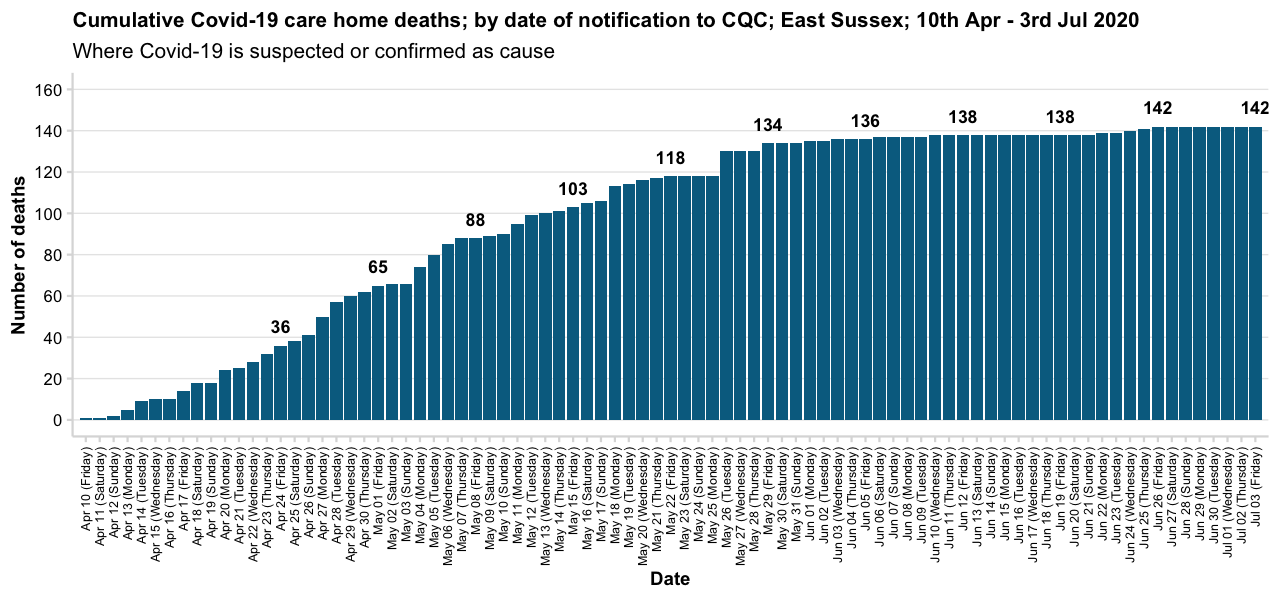 Cumulative Covid-19 care home deaths; by date of notification to CQC; East Sussex; 10th Apr - 3rd Jul 2020
Where Covid-19 is suspected or confirmed as cause
Number of deaths
160
140
120
100
80
60
40
20
0
36
65
88
103
118
134
136
138
138
142
142
Apr 10 (Friday)
Apr 11 (Saturday)
Apr 12 (Sunday)
Apr 13 (Monday)
Apr 14 (Tuesday)
Apr 15 (Wednesday)
Apr 16 (Thursday)
Apr 17 (Friday)
Apr 18 (Saturday)
Apr 19 (Sunday)
Apr 20 (Monday)
Apr 21 (Tuesday)
Apr 22 (Wednesday)
Apr 23 (Thursday)
Apr 24 (Friday)
Apr 25 (Saturday)
Apr 26 (Sunday)
Apr 27 (Monday)
Apr 28 (Tuesday)
Apr 29 (Wednesday)
Apr 30 (Thursday)
May 01 (Friday)
May 02 (Saturday)
May 03 (Sunday)
May 04 (Monday)
May 05 (Tuesday)
May 06 (Wednesday)
May 07 (Thursday)
May 08 (Friday)
May 09 (Saturday)
May 10 (Sunday)
May 11 (Monday)
May 12 (Tuesday)
May 13 (Wednesday)
May 14 (Thursday)
May 15 (Friday)
May 16 (Saturday)
May 17 (Sunday)
May 18 (Monday)
May 19 (Tuesday)
May 20 (Wednesday)
May 21 (Thursday)
May 22 (Friday)
May 23 (Saturday)
May 24 (Sunday)
May 25 (Monday)
May 26 (Tuesday)
May 27 (Wednesday)
May 28 (Thursday)
May 29 (Friday)
May 30 (Saturday)
May 31 (Sunday)
Jun 01 (Monday)
Jun 02 (Tuesday)
Jun 03 (Wednesday)
Jun 04 (Thursday)
Jun 05 (Friday)
Jun 06 (Saturday)
Jun 07 (Sunday)
Jun 08 (Monday)
Jun 09 (Tuesday)
Jun 10 (Wednesday)
Jun 11 (Thursday)
Jun 12 (Friday)
Jun 13 (Saturday)
Jun 14 (Sunday)
Jun 15 (Monday)
Jun 16 (Tuesday)
Jun 17 (Wednesday)
Jun 18 (Thursday)
Jun 19 (Friday)
Jun 20 (Saturday)
Jun 21 (Sunday)
Jun 22 (Monday)
Jun 23 (Tuesday)
Jun 24 (Wednesday)
Jun 25 (Thursday)
Jun 26 (Friday)
Jun 27 (Saturday)
Jun 28 (Sunday)
Jun 29 (Monday)
Jun 30 (Tuesday)
Jul 01 (Wednesday)
Jul 02 (Thursday)
Jul 03 (Friday)
Date